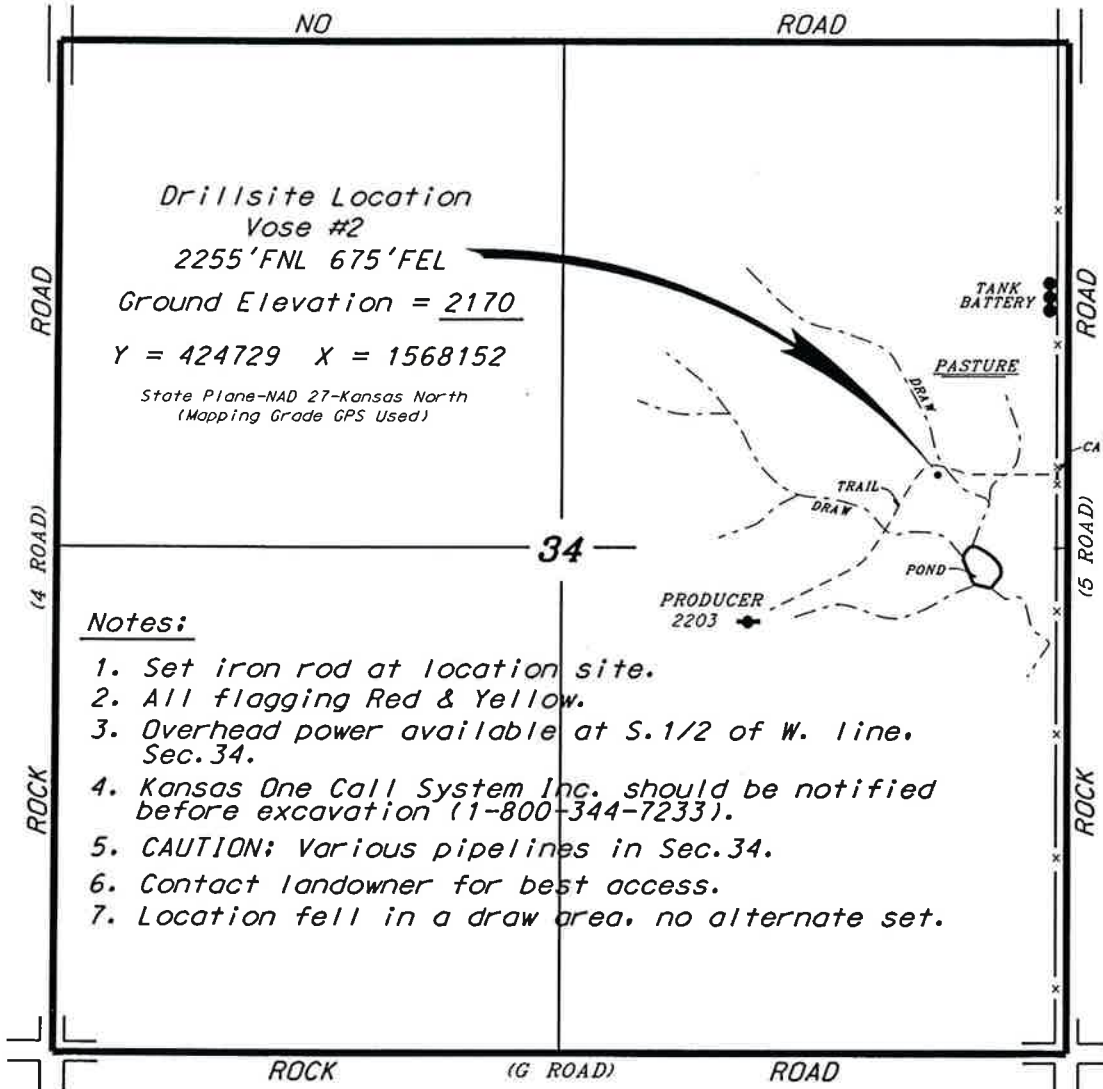 NO ROAD
Drillsite Location
Vose #2
2255'FNL 675'FEL
Ground Elevation = 2170
Y = 424729 X = 1568152
State Plane-NAD 27-Kansas North
(Mapping Grade GPS Used)
ROAD
(4 ROAD)
ROCK
TANK
BATTERY
ROAD
PASTURE
DRAW
CA
TRAIL
DRAW
(5 ROAD)
34
POND
PRODUCER
2203
ROCK
Notes:
1. Set iron rod at location site.
2. All flagging Red & Yellow.
3. Overhead power available at S.1/2 of W. line,
Sec.34.
4. Kansas One Call System Inc. should be notified
before excavation (1-800-344-7233).
5. CAUTION: Various pipelines in Sec.34.
6. Contact landowner for best access.
7. Location fell in a draw area, no alternate set.
ROCK (G ROAD) ROAD